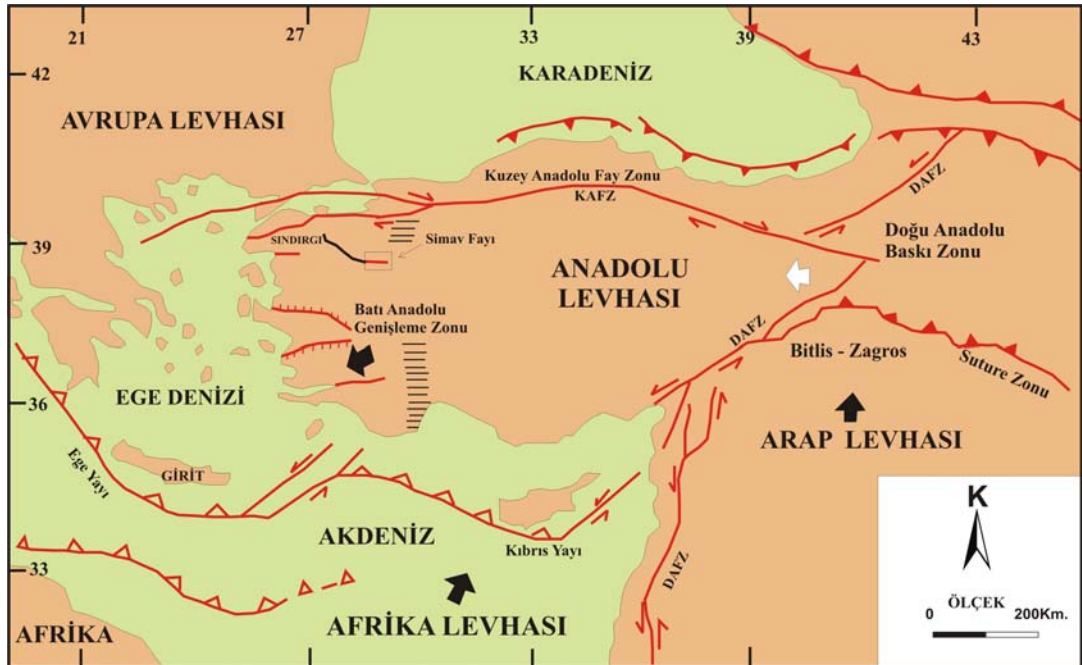 21
27
33
39
43
42
KARADENİZ
AVRUPA LEVHASI
Kuzey Anadolu Fay Zonu
KAFZ
DAFZ
39
SINDIRGI
Simav Fayı
Doğu Anadolu
Baskı Zonu
ANADOLU
LEVHASI
Batı Anadolu
Genişleme Zonu
DAFZ
Bitlis - Zagros
Suture Zonu
36
EGE DENİZİ
ARAP LEVHASI
Ege Yayı
GİRİT
AKDENİZ
Kıbrıs Yayı
33
DAFZ
AFRİKA
AFRİKA LEVHASI
K
ÖLÇEK
0
200Km.